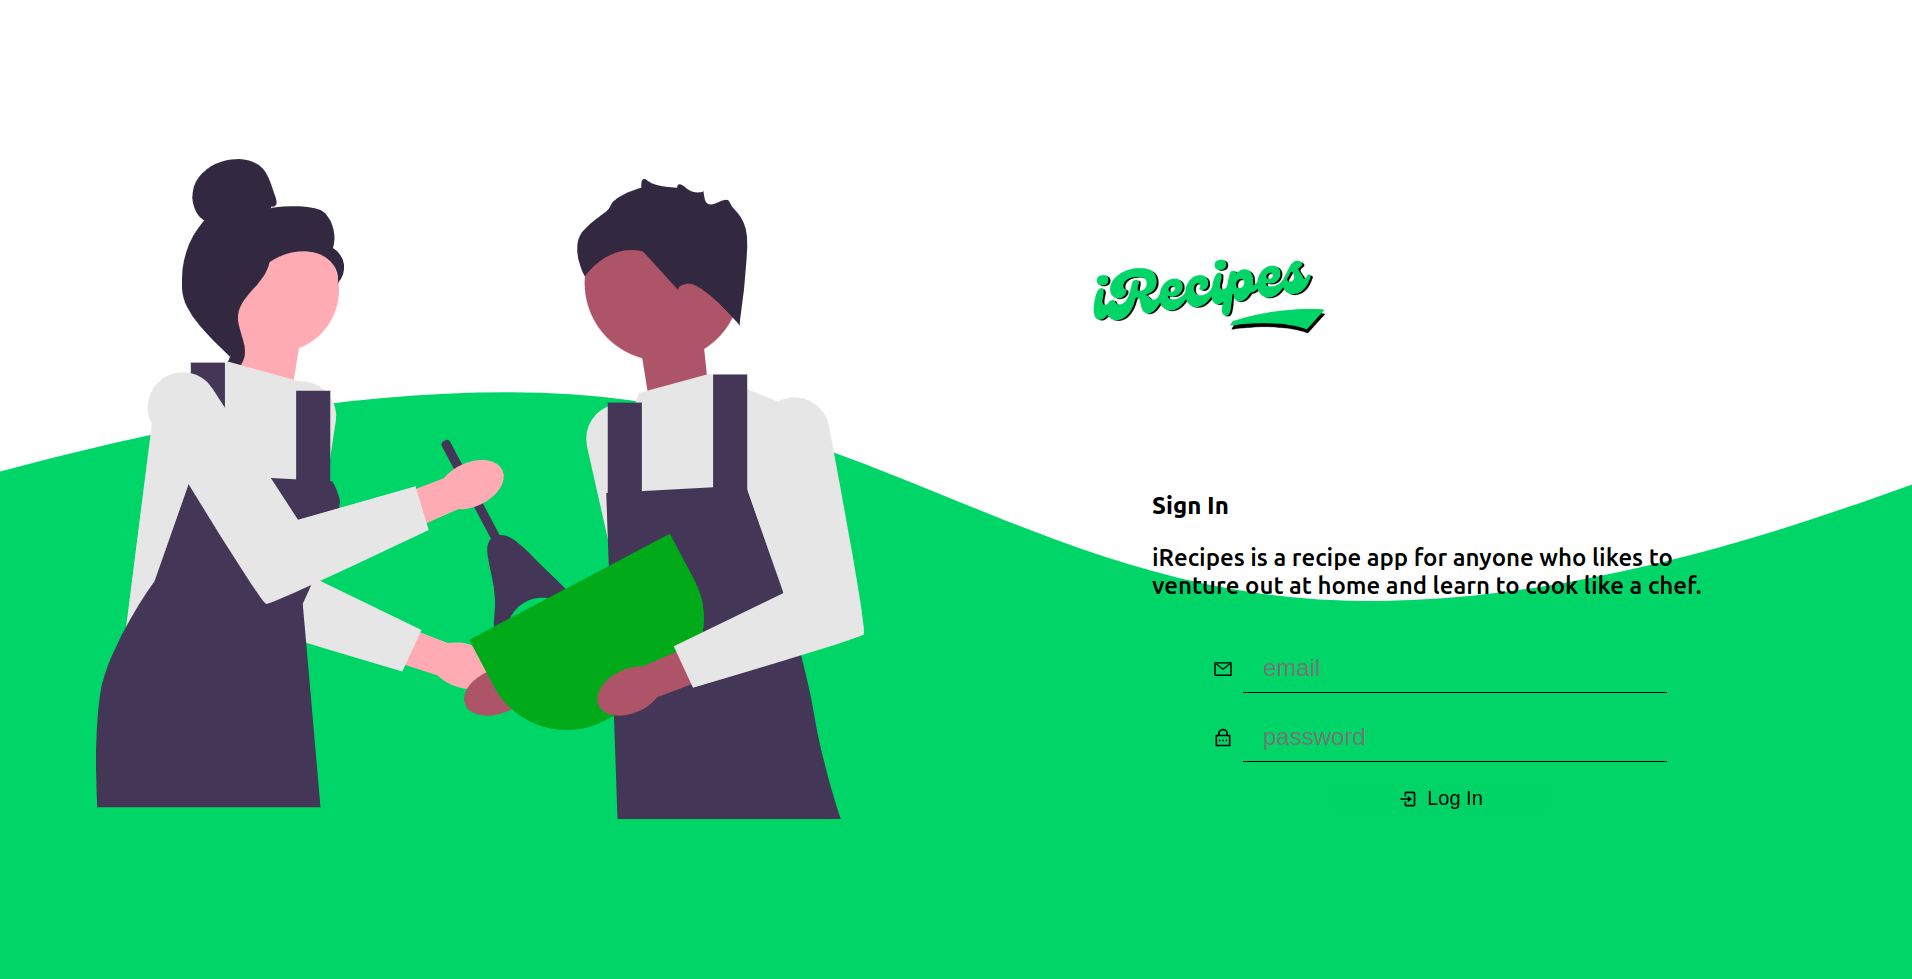 iRecipes
Sign In
iRecipes is a recipe app for anyone who likes to
venture out at home and learn to cook like a chef.
email
password
Log In